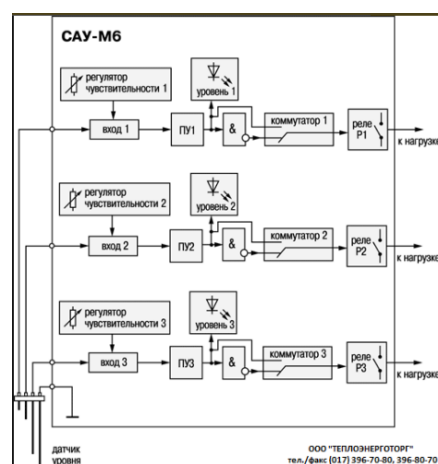 САУ-М6
регулятор
чувствительности 1
уровень 1
вход 1
ПУ1
&
коммутатор 1
реле
Р1
к нагрузке
регулятор
чувствительности 2
уровень 2
вход 2
ПУ2
&
коммутатор 2
реле
Р2
к нагрузке
регулятор
чувствительности 3
уровень 3
вход 3
ПУ3
&
коммутатор 3
реле
Р3
к нагрузке
датчик
уровня
ООО "ТЕПЛОЭНЕРГОТОРГ"
тел./факс (017) 396-70-80, 396-80-70